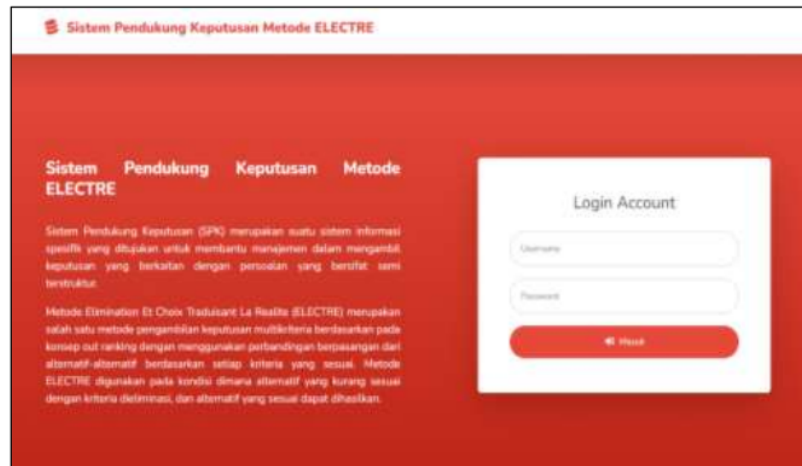 Sistem Pendukung Keputusan Metode ELECTRE
Sistem Pendukung Keputusan Metode
ELECTRE
Sistem Pendukung Keputusan (SPK) merupakan suatu sistem informasi
spesifik yang ditujukan untuk membantu manajemen dalam mengambil
keputusan yang berkaitan dengan persoalan yang bersifat semi
terstruktur.
Metode Elimination Et Choix Traduisant La Realite (ELECTRE) merupakan
salah satu metode pengambilan keputusan multikriteria berdasarkan pada
konsep out ranking dengan menggunakan perbandingan berpasangan dari
alternatif-alternatif berdasarkan setiap kriteria yang sesuai. Metode
ELECTRE digunakan pada kondisi dimana alternatif yang kurang sesuai
dengan kriteria dieliminasi, dan alternatif yang sesuai dapat dihasilkan.
Login Account
Username
Password
Masuk